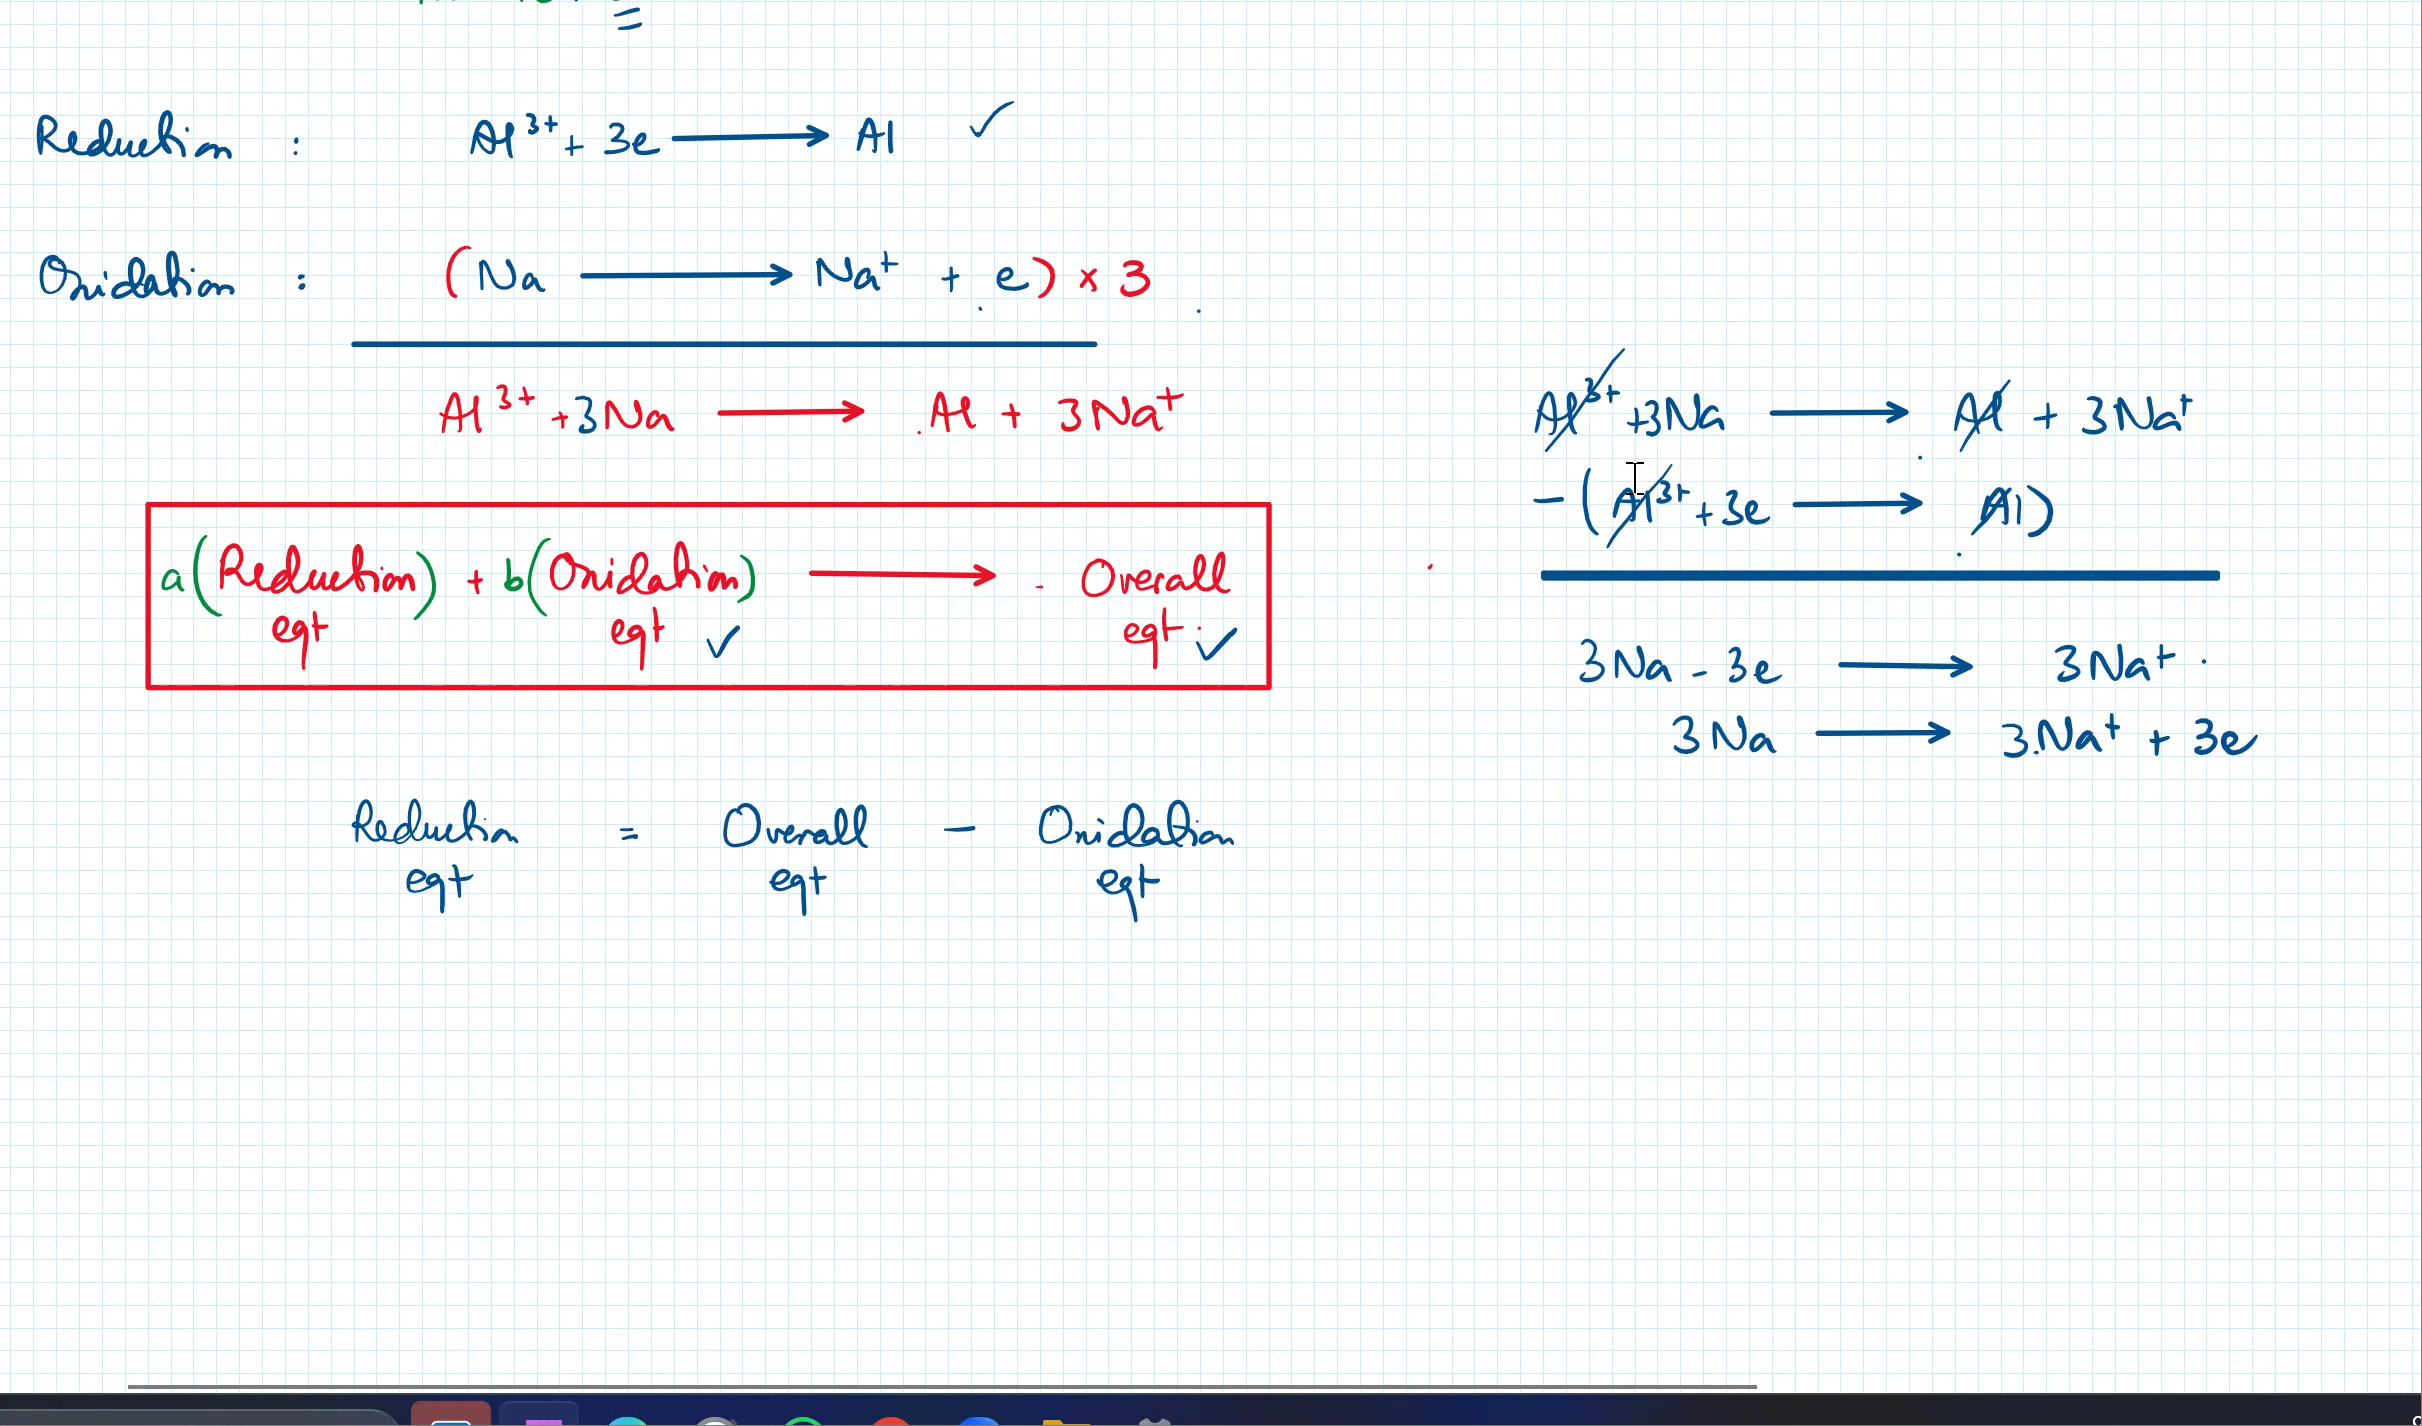 Reduction : Al³⁺ + 3e ⟶ Al ✓
Oxidation : (Na ⟶ Na⁺ + e) × 3
Al³⁺ + 3Na ⟶ Al + 3Na⁺
a(Reduction) + b(Oxidation) ⟶ Overall
eqt eqt ✓ eqt ✓
Reduction = Overall − Oxidation
eqt eqt eqt
Al³⁺ + 3Na ⟶ Al + 3Na⁺
− (Al³⁺ + 3e ⟶ Al)
3Na − 3e ⟶ 3Na⁺
3Na ⟶ 3Na⁺ + 3e